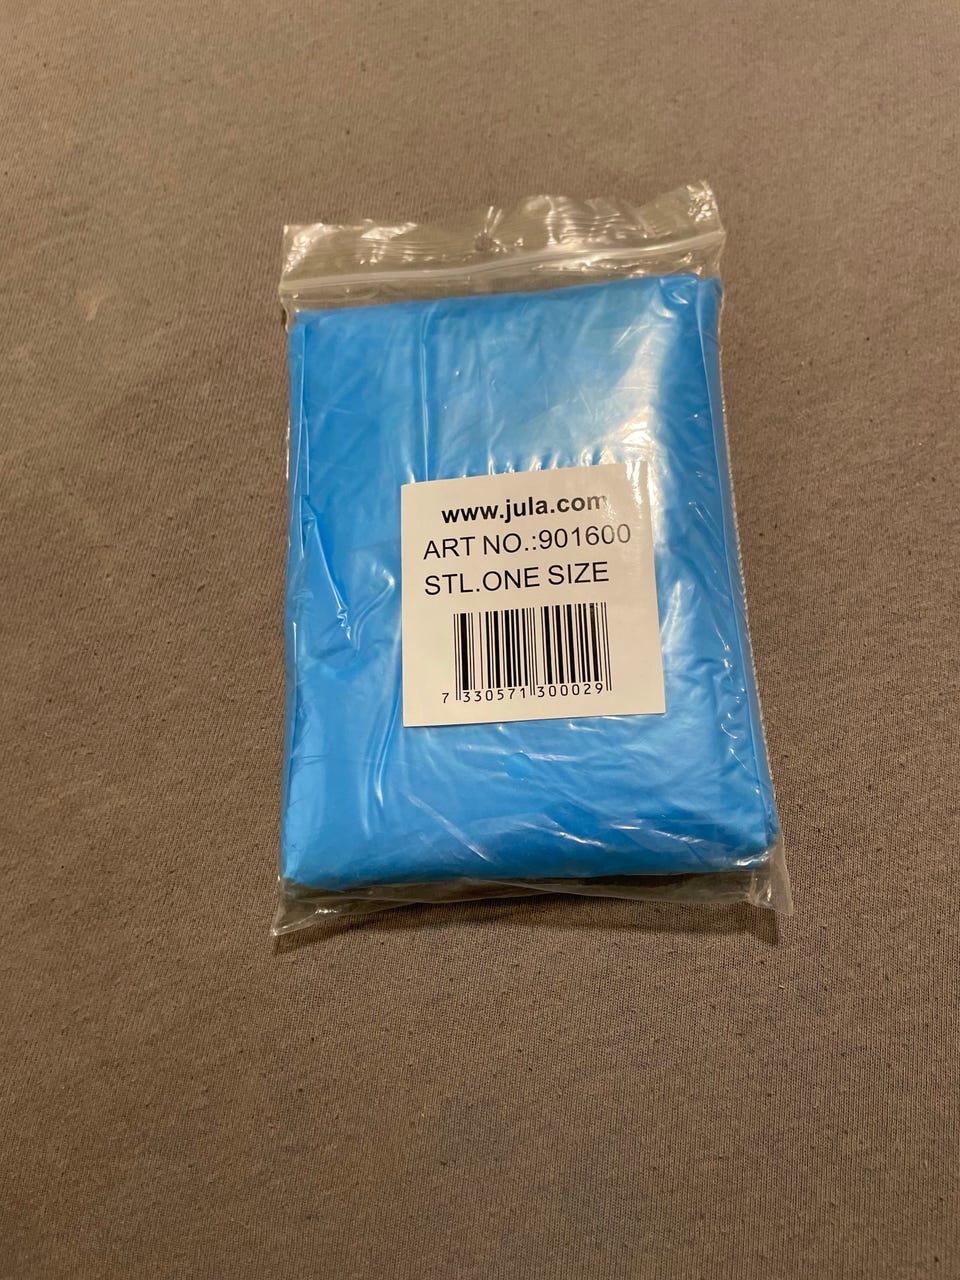 www.jula.com
ART NO.:901600
STL.ONE SIZE
7 330571 300029